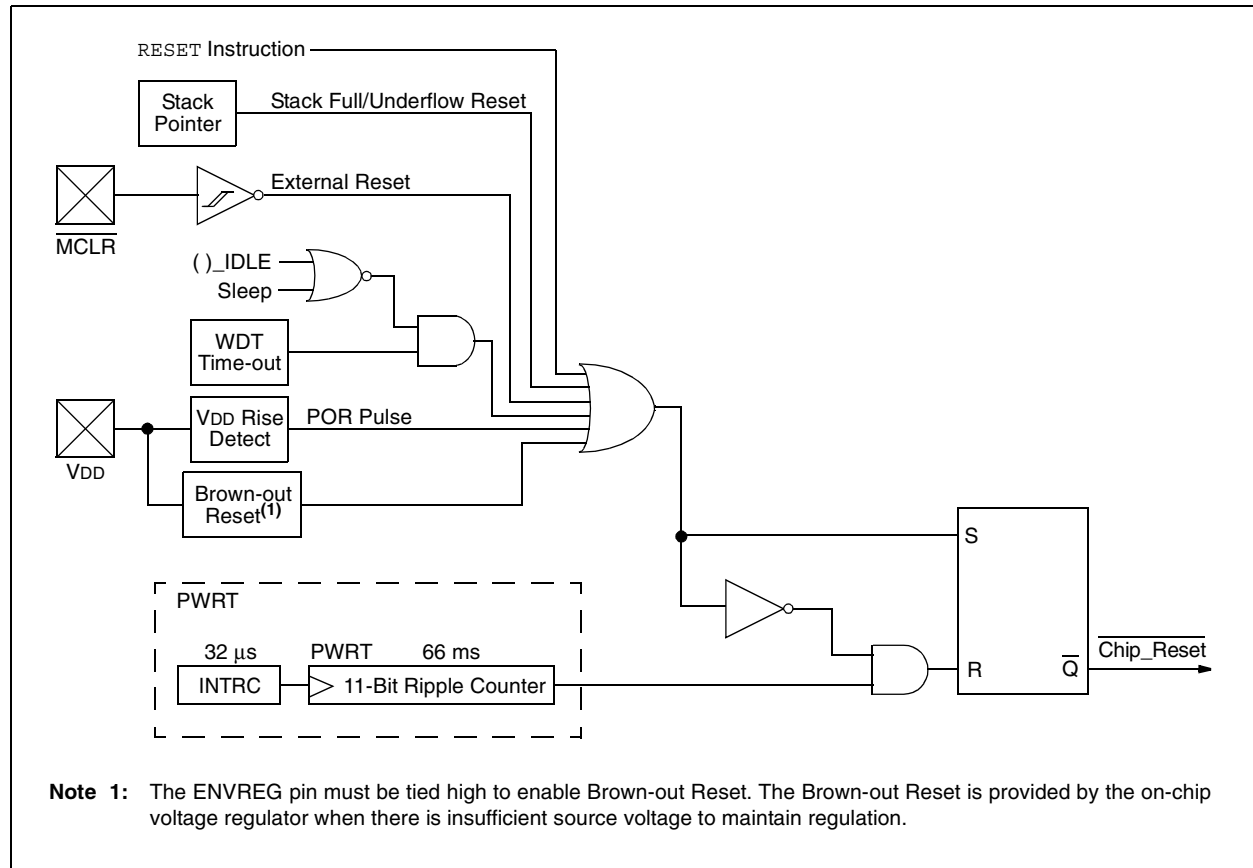 RESET Instruction
Stack
Pointer
Stack Full/Underflow Reset
External Reset
MCLR
( )_IDLE
Sleep
WDT
Time-out
VDD Rise
Detect
POR Pulse
VDD
Brown-out
Reset(1)
S
PWRT
32 μs
PWRT
66 ms
INTRC
11-Bit Ripple Counter
R
Q
Chip_Reset
Note 1: The ENVREG pin must be tied high to enable Brown-out Reset. The Brown-out Reset is provided by the on-chip
voltage regulator when there is insufficient source voltage to maintain regulation.